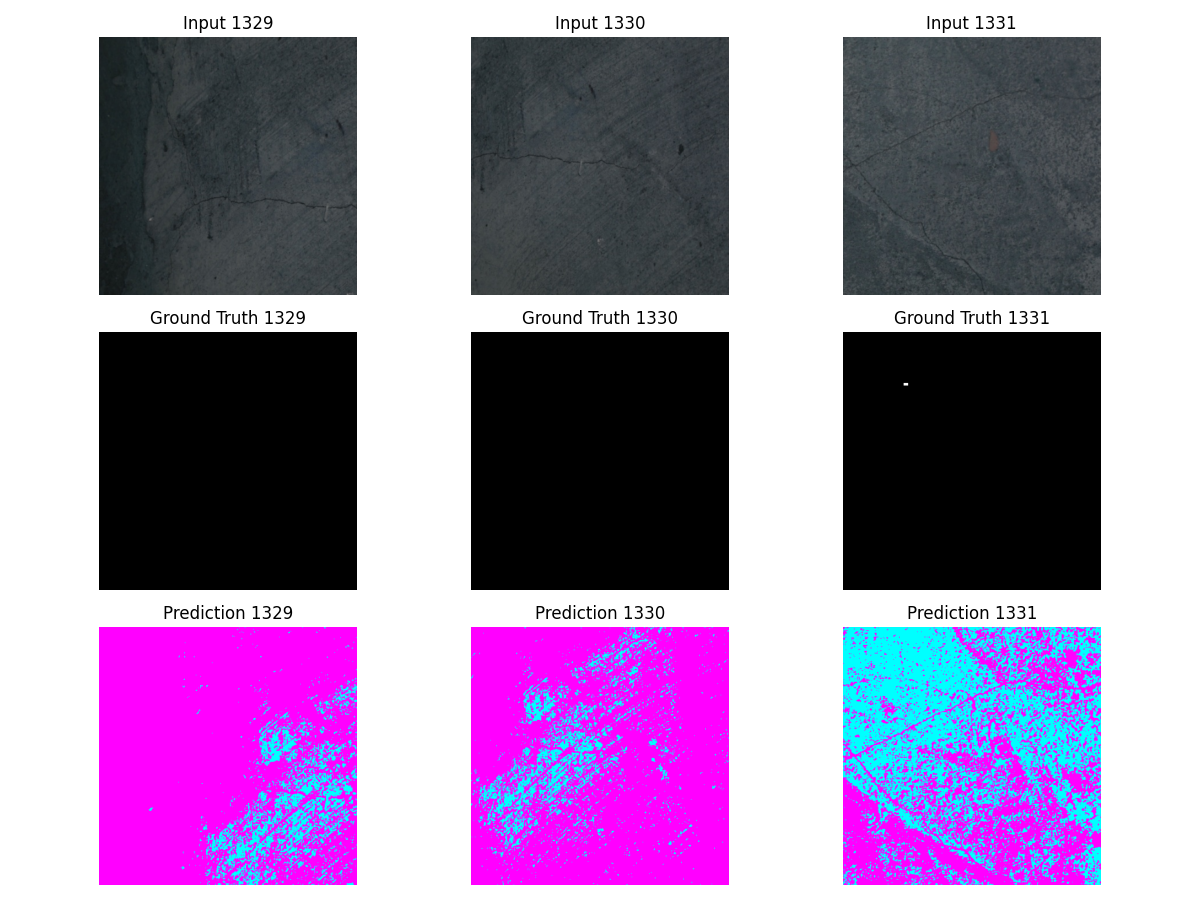 Input 1329
Input 1330
Input 1331
Ground Truth 1329
Ground Truth 1330
Ground Truth 1331
Prediction 1329
Prediction 1330
Prediction 1331